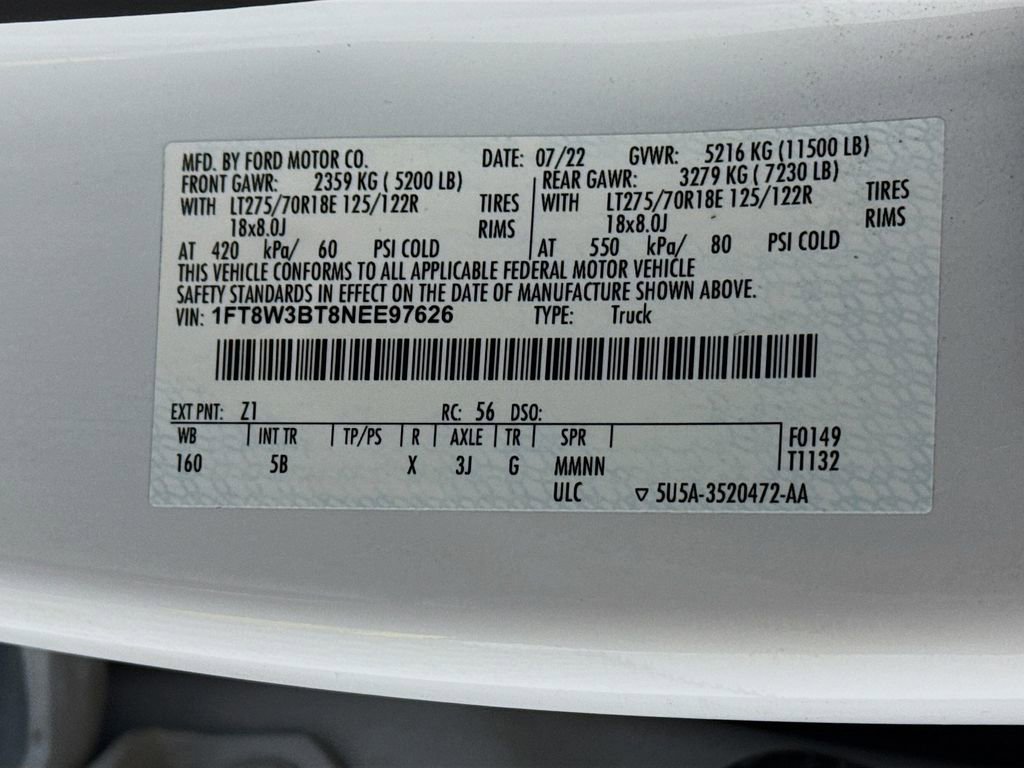 MFD. BY FORD MOTOR CO. DATE: 07/22 GVWR: 5216 KG (11500 LB)
FRONT GAWR: 2359 KG ( 5200 LB) REAR GAWR: 3279 KG ( 7230 LB)
WITH LT275/70R18E 125/122R TIRES WITH LT275/70R18E 125/122R TIRES
18x8.0J RIMS 18x8.0J RIMS
AT 420 kPa/ 60 PSI COLD AT 550 kPa/ 80 PSI COLD
THIS VEHICLE CONFORMS TO ALL APPLICABLE FEDERAL MOTOR VEHICLE
SAFETY STANDARDS IN EFFECT ON THE DATE OF MANUFACTURE SHOWN ABOVE.
VIN: 1FT8W3BT8NEE97626 TYPE: Truck
EXT PNT: Z1 RC: 56 DSO:
WB INT TR TP/PS R AXLE TR SPR F0149
160 5B X 3J G MMNN T1132
ULC ▽ 5U5A-3520472-AA